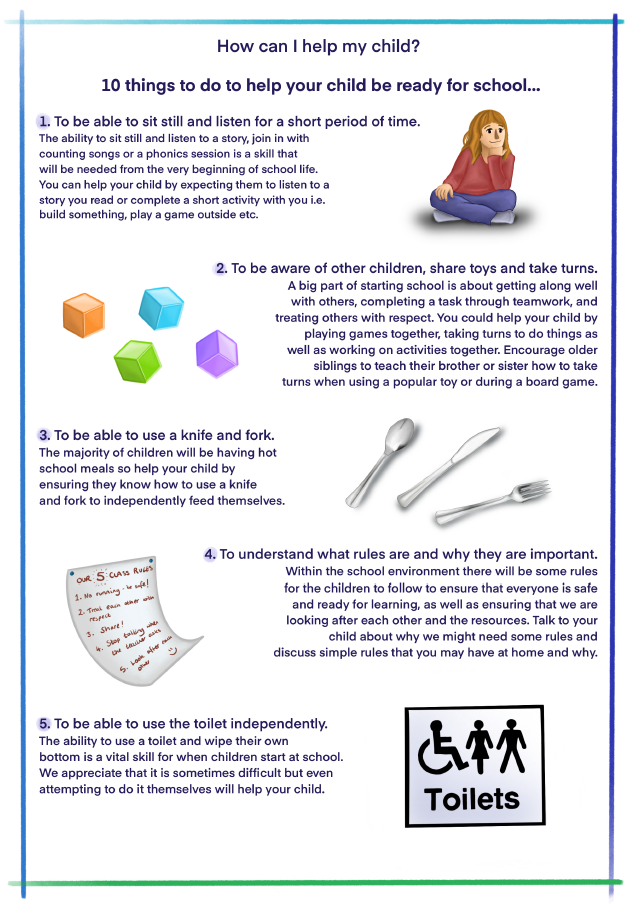 How can I help my child?
10 things to do to help your child be ready for school...
1. To be able to sit still and listen for a short period of time.
The ability to sit still and listen to a story, join in with
counting songs or a phonics session is a skill that
will be needed from the very beginning of school life.
You can help your child by expecting them to listen to a
story you read or complete a short activity with you i.e.
build something, play a game outside etc.
2. To be aware of other children, share toys and take turns.
A big part of starting school is about getting along well
with others, completing a task through teamwork, and
treating others with respect. You could help your child by
playing games together, taking turns to do things as
well as working on activities together. Encourage older
siblings to teach their brother or sister how to take
turns when using a popular toy or during a board game.
3. To be able to use a knife and fork.
The majority of children will be having hot
school meals so help your child by
ensuring they know how to use a knife
and fork to independently feed themselves.
4. To understand what rules are and why they are important.
Within the school environment there will be some rules
for the children to follow to ensure that everyone is safe
and ready for learning, as well as ensuring that we are
looking after each other and the resources. Talk to your
child about why we might need some rules and
discuss simple rules that you may have at home and why.
OUR 5 CLASS RULES
1. No running - be safe!
2. Treat each other with
respect
3. Share!
4. Stop talking when
the teacher asks
5. Look after each
other
5. To be able to use the toilet independently.
The ability to use a toilet and wipe their own
bottom is a vital skill for when children start at school.
We appreciate that it is sometimes difficult but even
attempting to do it themselves will help your child.
Toilets